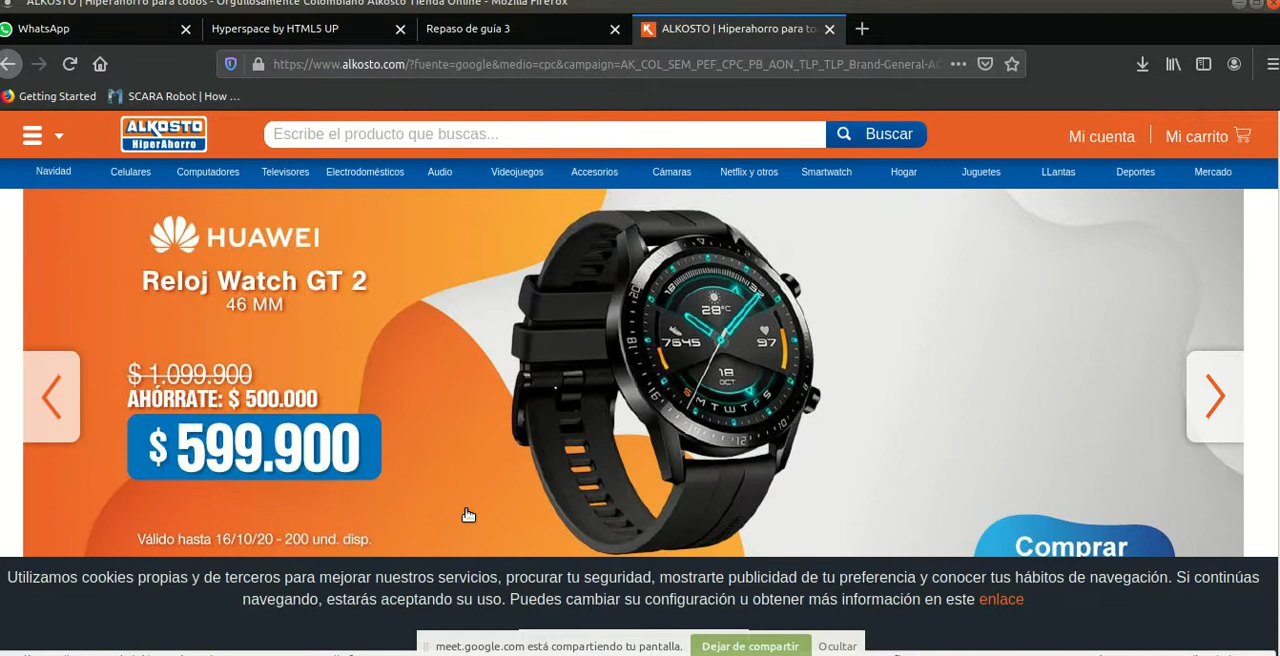 ALKOSTO | Hiperahorro para todos - Orgullosamente Colombiano Alkosto Tienda Online - Mozilla Firefox
WhatsApp
Hyperspace by HTML5 UP
Repaso de guía 3
ALKOSTO | Hiperahorro para to
https://www.alkosto.com/?fuente=google&medio=cpc&campaign=AK_COL_SEM_PEF_CPC_PB_AON_TLP_TLP_Brand-General-AO
Getting Started
SCARA Robot | How ...
ALKOSTO
HiperAhorro
Escribe el producto que buscas...
Buscar
Mi cuenta
Mi carrito
Navidad Celulares Computadores Televisores Electrodomésticos Audio Videojuegos Accesorios Cámaras Netflix y otros Smartwatch Hogar Juguetes LLantas Deportes Mercado
HUAWEI
Reloj Watch GT 2
46 MM
$ 1.099.900
AHÓRRATE: $ 500.000
$ 599.900
Válido hasta 16/10/20 - 200 und. disp.
28°C
7645
97
18
OCT
S M T W T F S
Comprar
Utilizamos cookies propias y de terceros para mejorar nuestros servicios, procurar tu seguridad, mostrarte publicidad de tu preferencia y conocer tus hábitos de navegación. Si continúas
navegando, estarás aceptando su uso. Puedes cambiar su configuración u obtener más información en este enlace
meet.google.com está compartiendo tu pantalla.
Dejar de compartir
Ocultar